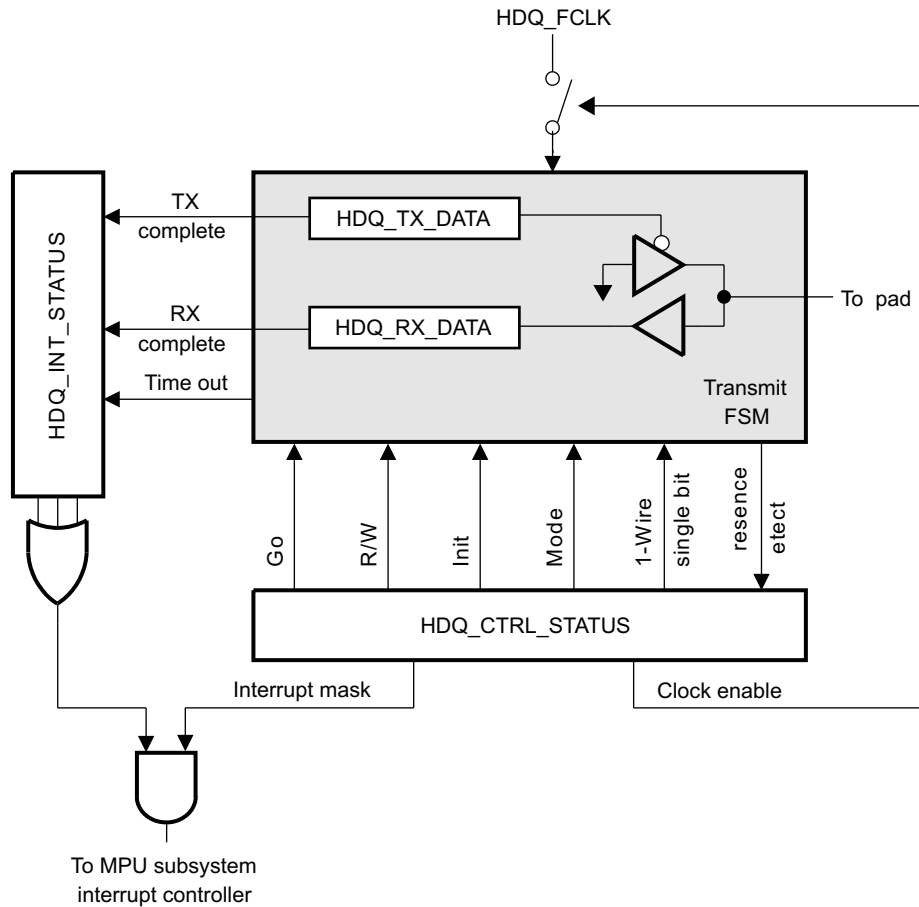 HDQ_FCLK
TX
complete
HDQ_TX_DATA
HDQ_INT_STATUS
RX
complete
HDQ_RX_DATA
To pad
Time out
Transmit
FSM
Go
R/W
Init
Mode
1-Wire
single bit
resence
etect
HDQ_CTRL_STATUS
Interrupt mask
Clock enable
To MPU subsystem
interrupt controller